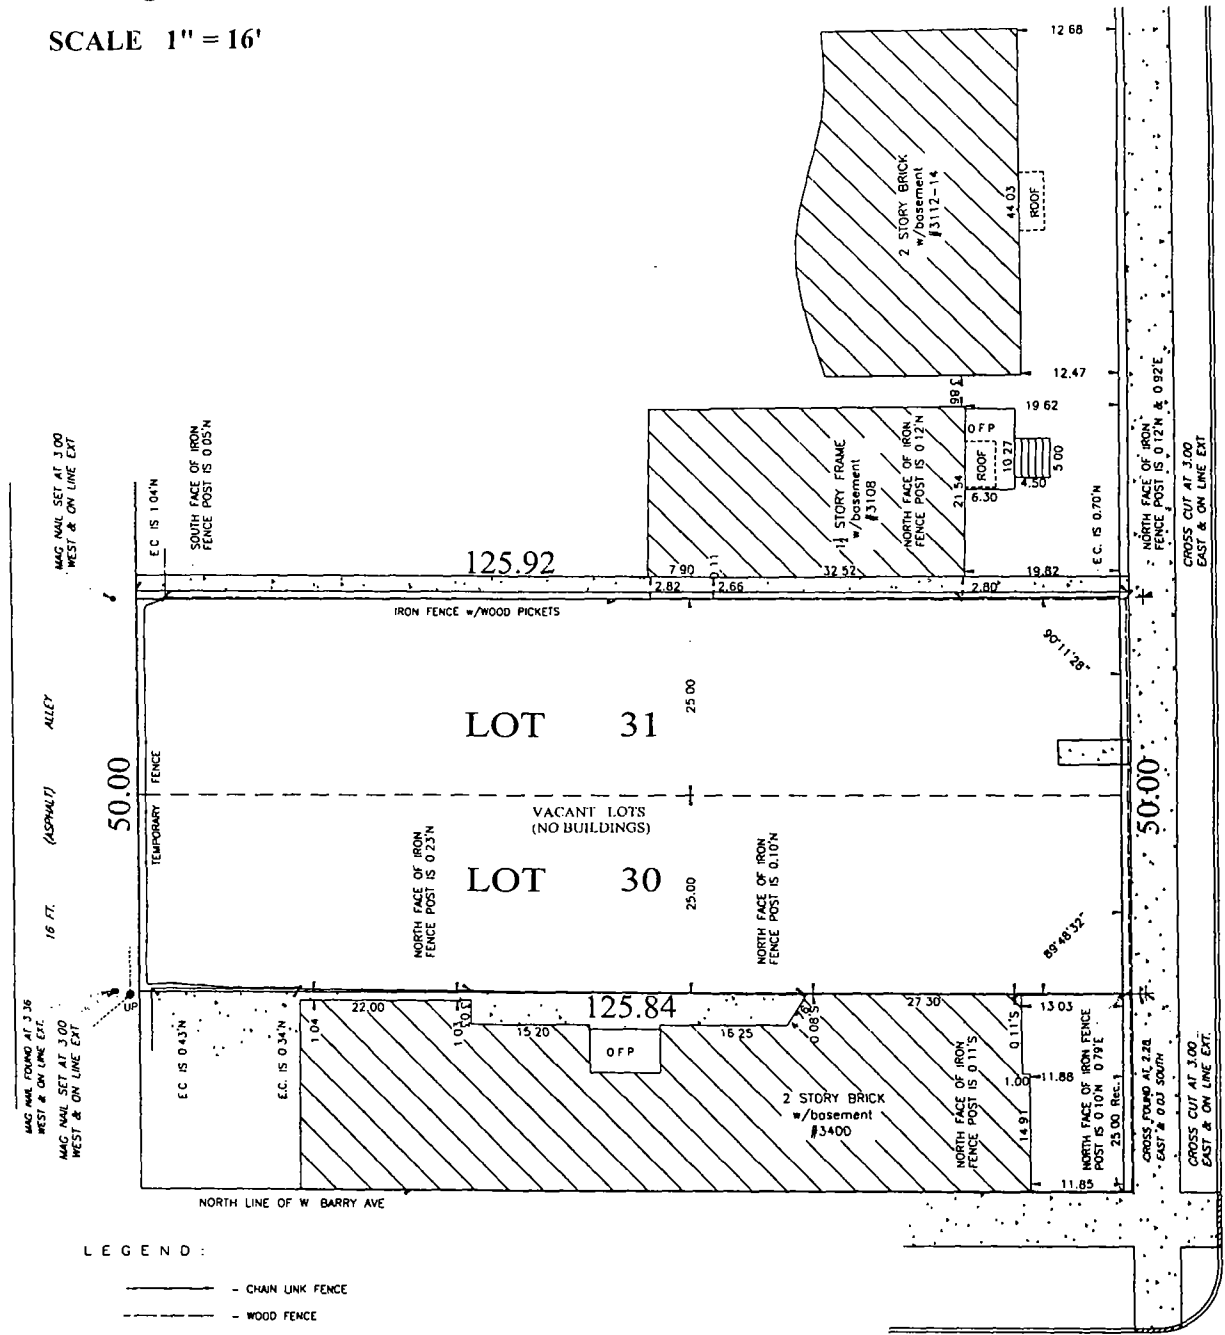 SCALE 1" = 16'
12 68
2 STORY BRICK
w/basement
#3112-14
44 03
ROOF
12.47
3 86
19 62
OFP
ROOF
10 27
5 00
4.50
6.30
21 54
1½ STORY FRAME
w/basement
#3108
NORTH FACE OF IRON
FENCE POST IS 0 12'N
NORTH FACE OF IRON
FENCE POST IS 0 12'N & 0 92'E
CROSS CUT AT 3.00
EAST & ON LINE EXT
MAG NAIL SET AT 3 00
WEST & ON LINE EXT
E C IS 1 04'N
SOUTH FACE OF IRON
FENCE POST IS 0 05'N
125.92
7 90
32 52
19.82
E.C. IS 0.70'N
2.82
2.66
2.80
IRON FENCE w/WOOD PICKETS
90°11'28"
25 00
LOT 31
50.00
16 FT. (ASPHALT) ALLEY
TEMPORARY FENCE
VACANT LOTS
(NO BUILDINGS)
50.00
NORTH FACE OF IRON
FENCE POST IS 0 23'N
LOT 30
25.00
NORTH FACE OF IRON
FENCE POST IS 0.10'N
89°48'32"
UP
MAG NAIL FOUND AT 3 36
WEST & ON LINE EXT.
MAG NAIL SET AT 3 00
WEST & ON LINE EXT
E C IS 0 43'N
E.C. IS 0 34'N
1 04
22.00
1 03
3.03
125.84
15 20
OFP
16 25
4.76
0 08'S
27 30
0 11'S
13 03
1.00
11.88
2 STORY BRICK
w/basement
#3400
NORTH FACE OF IRON
FENCE POST IS 0 11'S
14.91
NORTH FACE OF IRON FENCE
POST IS 0 10'N 0 79'E
25 00 Rec.
CROSS FOUND AT 2.28
EAST & 0 03 SOUTH
CROSS CUT AT 3.00
EAST & ON LINE EXT.
11.85
NORTH LINE OF W BARRY AVE
LEGEND:
- CHAIN LINK FENCE
- WOOD FENCE